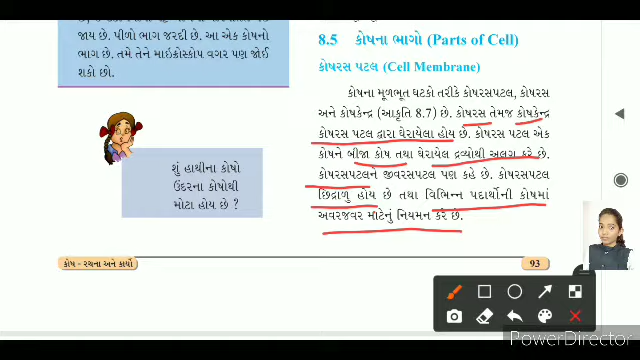 જાય છે. પીળો ભાગ જરદી છે. આ એક કોષનો
ભાગ છે. તમે તેને માઇક્રોસ્કોપ વગર પણ જોઈ
શકો છો.
શું હાથીના કોષો
ઉંદરના કોષોથી
મોટા હોય છે ?
8.5 કોષના ભાગો (Parts of Cell)
કોષરસ પટલ (Cell Membrane)
કોષના મૂળભૂત ઘટકો તરીકે કોષરસપટલ, કોષરસ
અને કોષકેન્દ્ર (આકૃતિ 8.7) છે. કોષરસ તેમજ કોષકેન્દ્ર
કોષરસ પટલ દ્વારા ઘેરાયેલા હોય છે. કોષરસ પટલ એક
કોષને બીજા કોષ તથા ઘેરાયેલ દ્રવ્યોથી અલગ કરે છે.
કોષરસપટલને જીવરસપટલ પણ કહે છે. કોષરસપટલ
છિદ્રાળુ હોય છે તથા વિભિન્ન પદાર્થોની કોષમાં
અવરજવર માટેનું નિયમન કરે છે.
કોષ - રચના અને કાર્યો
93
PowerDirector